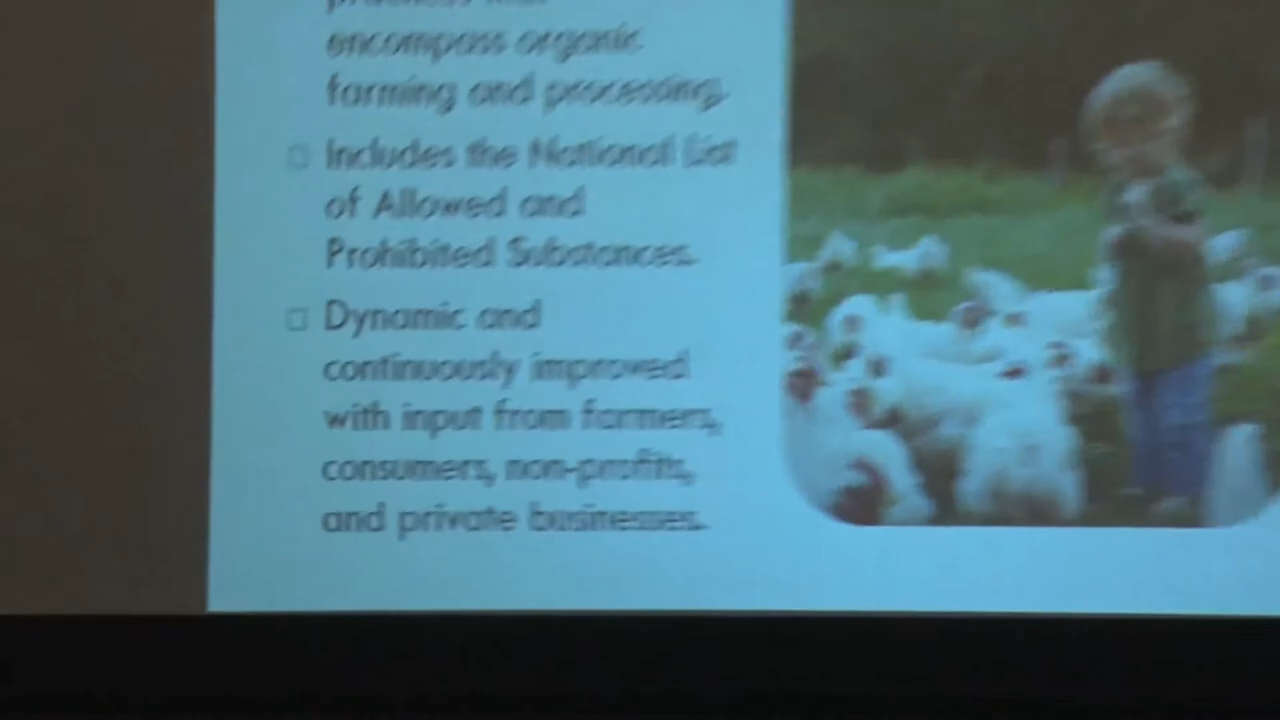 encompass organic
farming and processing.
Includes the National List
of Allowed and
Prohibited Substances.
Dynamic and
continuously improved
with input from farmers,
consumers, non-profits,
and private businesses.